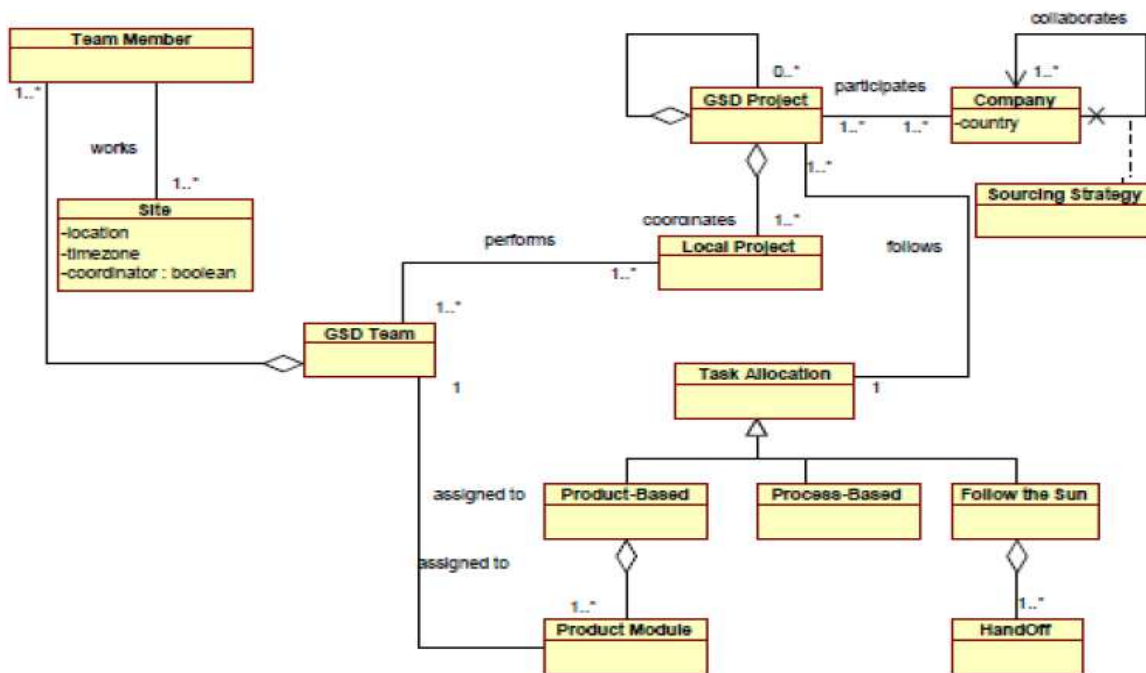 collaborates
Team Member
1..*
0..*
1..*
GSD Project
participates
Company
-country
1..*
1..*
works
1..*
1..*
Site
-location
-timezone
-coordinator : boolean
Sourcing Strategy
coordinates
1..*
performs
Local Project
follows
1..*
1..*
GSD Team
1
Task Allocation
1
assigned to
Product-Based
Process-Based
Follow the Sun
assigned to
1..*
1..*
Product Module
HandOff